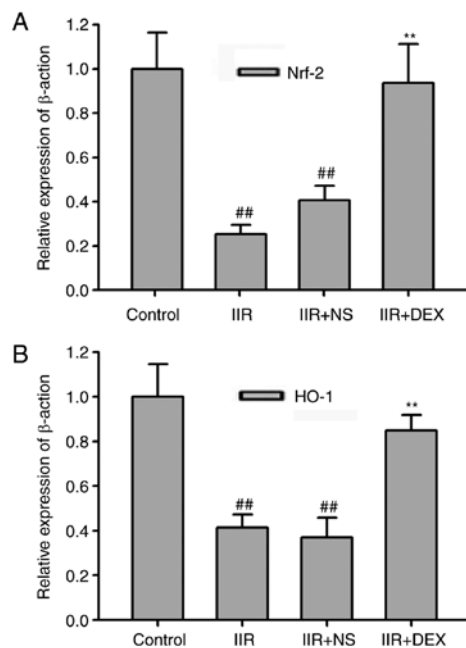 A
Relative expression of β-action
1.2
1.0
0.8
0.6
0.4
0.2
0.0
Nrf-2
##
##
**
Control IIR IIR+NS IIR+DEX
B
Relative expression of β-action
1.2
1.0
0.8
0.6
0.4
0.2
0.0
HO-1
##
##
**
Control IIR IIR+NS IIR+DEX